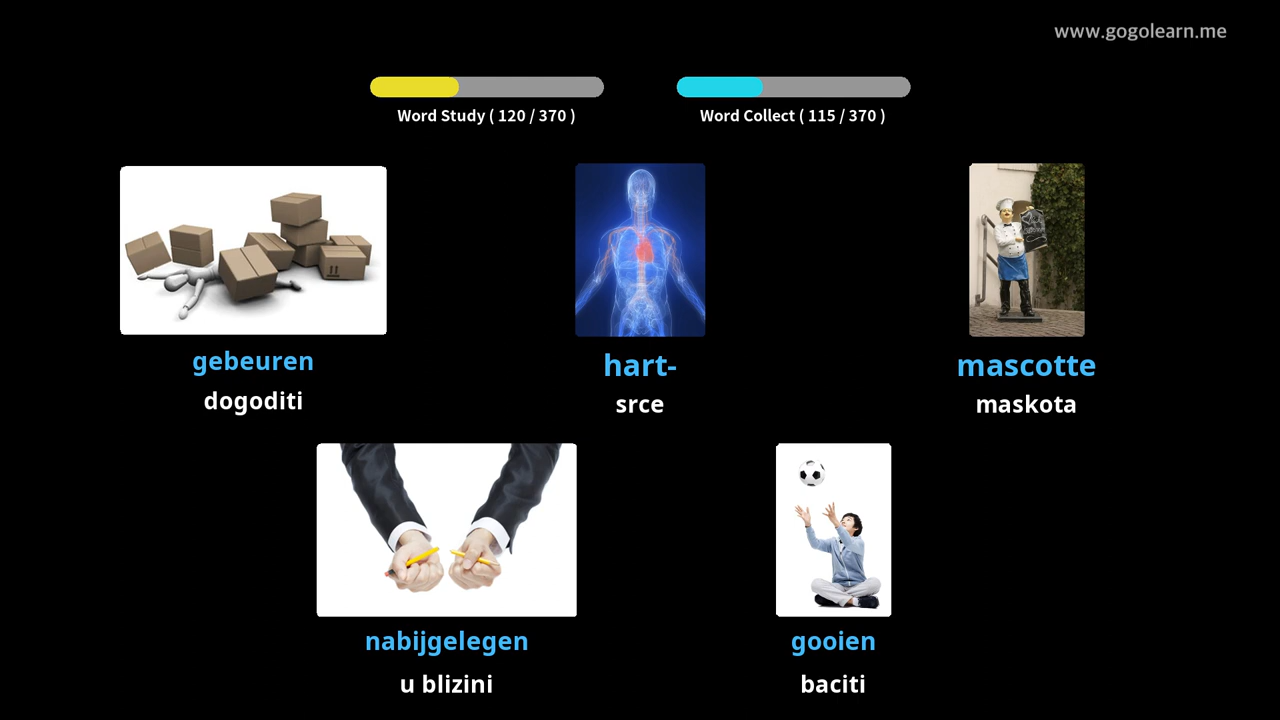 www.gogolearn.me
Word Study ( 120 / 370 )
Word Collect ( 115 / 370 )
gebeuren
dogoditi
hart-
srce
mascotte
maskota
nabijgelegen
u blizini
gooien
baciti